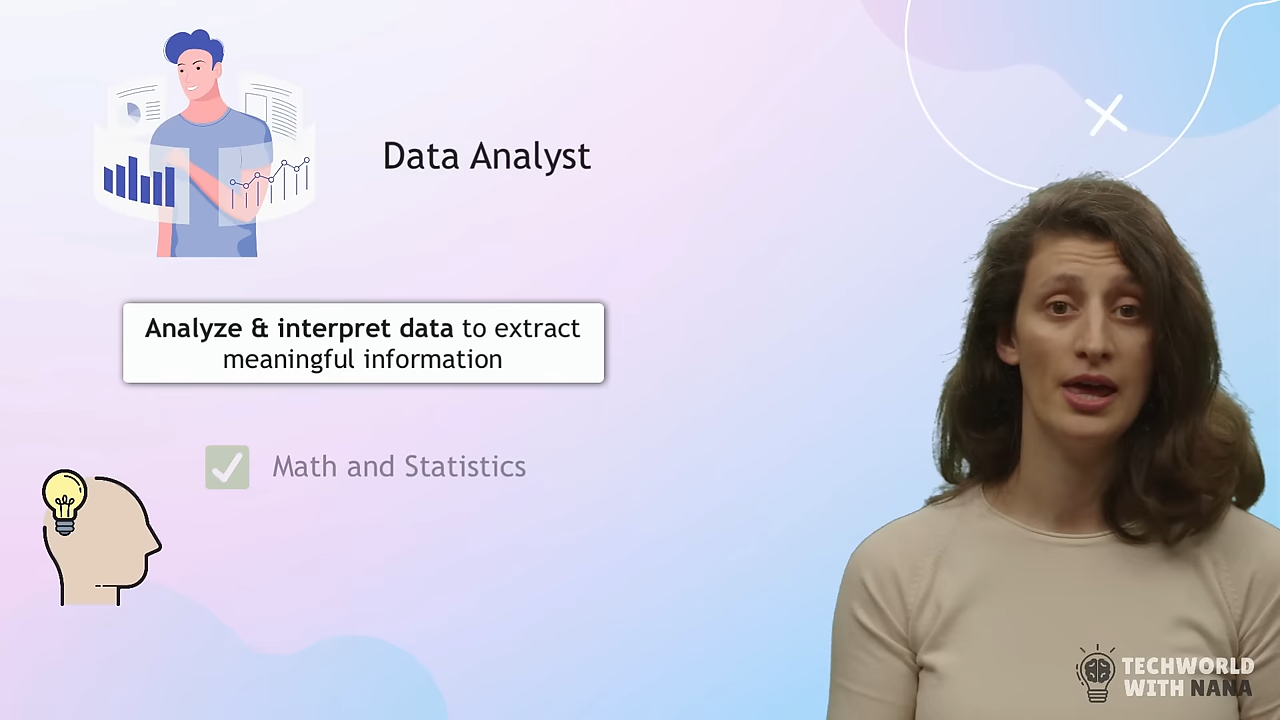 Data Analyst
Analyze & interpret data to extract
meaningful information
Math and Statistics
TECHWORLD
WITH NANA